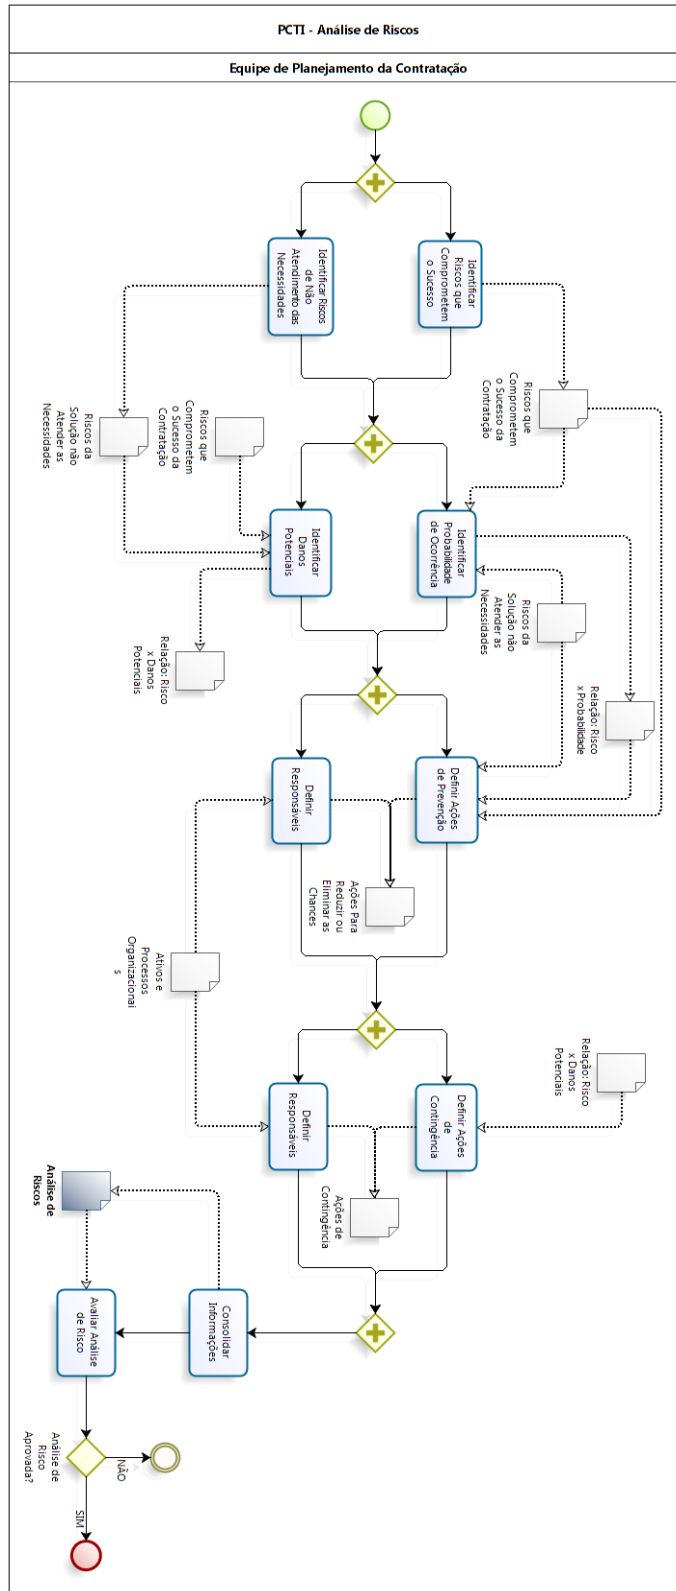 PCTI - Análise de Riscos
Equipe de Planejamento da Contratação
Identificar
Riscos que
Comprometem
o Sucesso
Identificar Riscos
de Não
Atendimento das
Necessidades
Riscos que
Comprometem
o Sucesso da
Contratação
Riscos que
Comprometem
o Sucesso da
Contratação
Riscos da
Solução não
Atender as
Necessidades
Identificar
Probabilidade
de Ocorrência
Identificar
Danos
Potenciais
Riscos da
Solução não
Atender as
Necessidades
Relação: Risco
x Danos
Potenciais
Relação: Risco
x Probabilidade
Definir Ações
de Prevenção
Definir
Responsáveis
Ações Para
Reduzir ou
Eliminar as
Chances
Ativos e
Processos
Organizacionai
s
Relação: Risco
x Danos
Potenciais
Definir Ações
de
Contingência
Definir
Responsáveis
Ações de
Contingência
Análise de
Riscos
Consolidar
Informações
Avaliar Análise
de Risco
Análise de
Risco
Aprovada?
NÃO
SIM